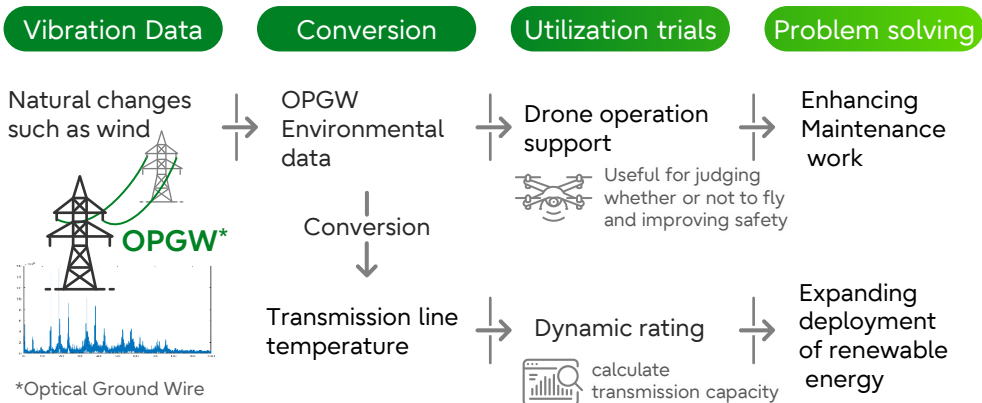 Vibration Data
Conversion
Utilization trials
Problem solving
Natural changes
such as wind
OPGW*
*Optical Ground Wire
OPGW
Environmental
data
Conversion
Transmission line
temperature
Drone operation
support
Useful for judging
whether or not to fly
and improving safety
Dynamic rating
calculate
transmission capacity
Enhancing
Maintenance
work
Expanding
deployment
of renewable
energy